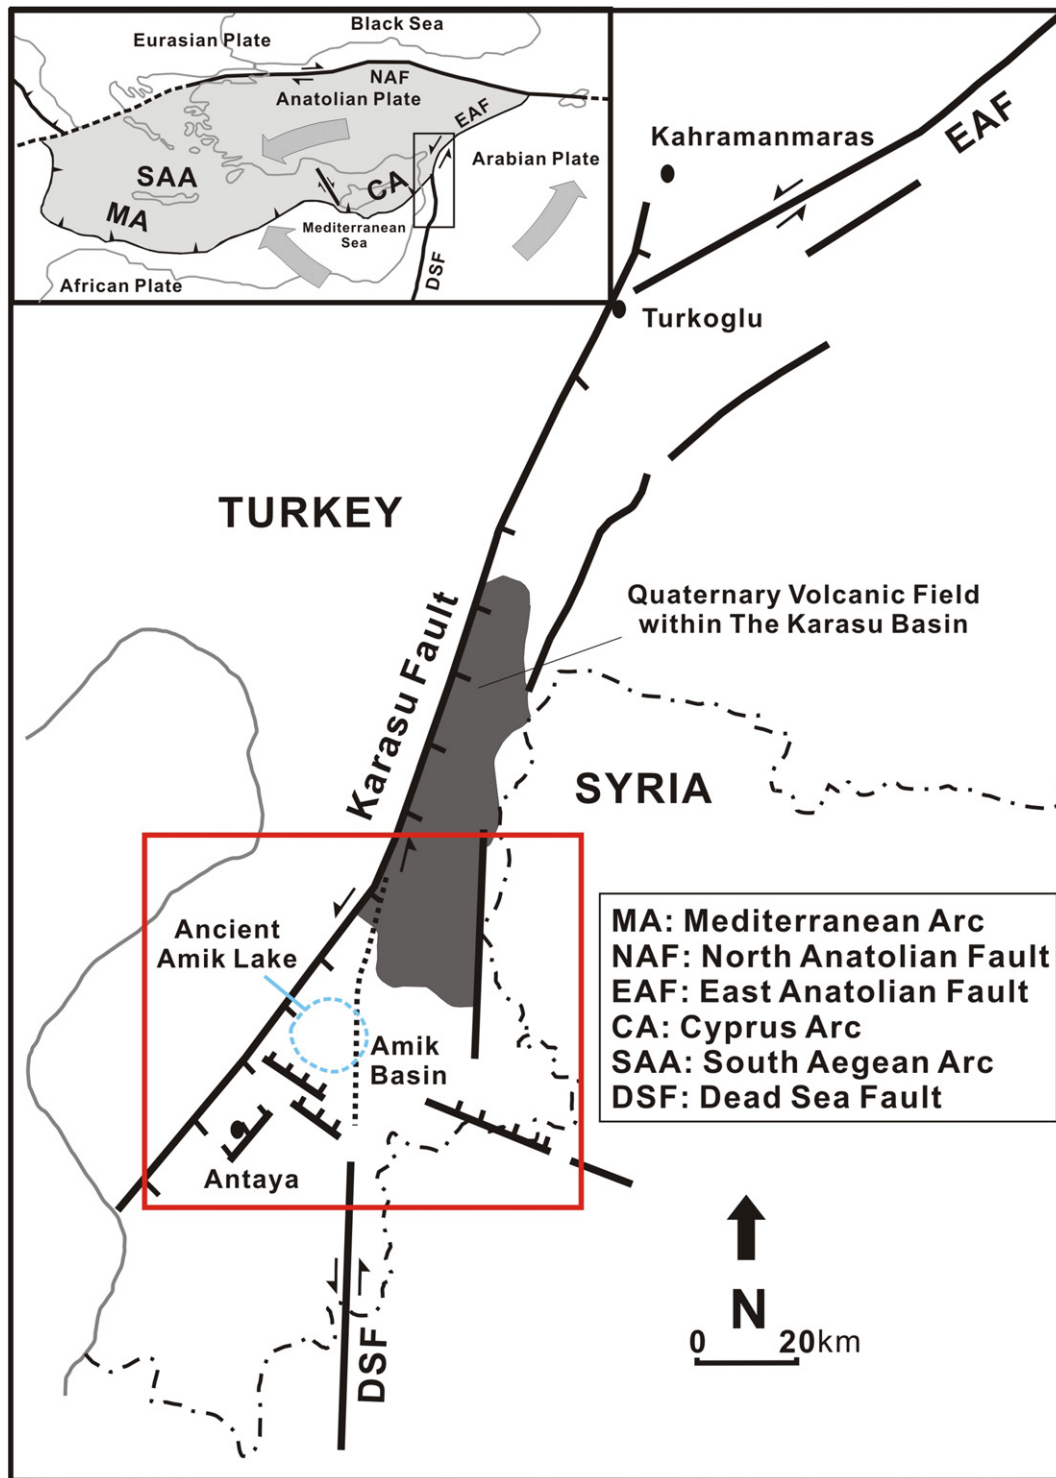 Black Sea
Eurasian Plate
NAF
Anatolian Plate
EAF
Arabian Plate
SAA
CA
MA
Mediterranean
Sea
DSF
African Plate
EAF
Kahramanmaras
Turkoglu
TURKEY
Quaternary Volcanic Field
within The Karasu Basin
Karasu Fault
SYRIA
Ancient
Amik Lake
Amik
Basin
Antaya
MA: Mediterranean Arc
NAF: North Anatolian Fault
EAF: East Anatolian Fault
CA: Cyprus Arc
SAA: South Aegean Arc
DSF: Dead Sea Fault
DSF
N
0 20km